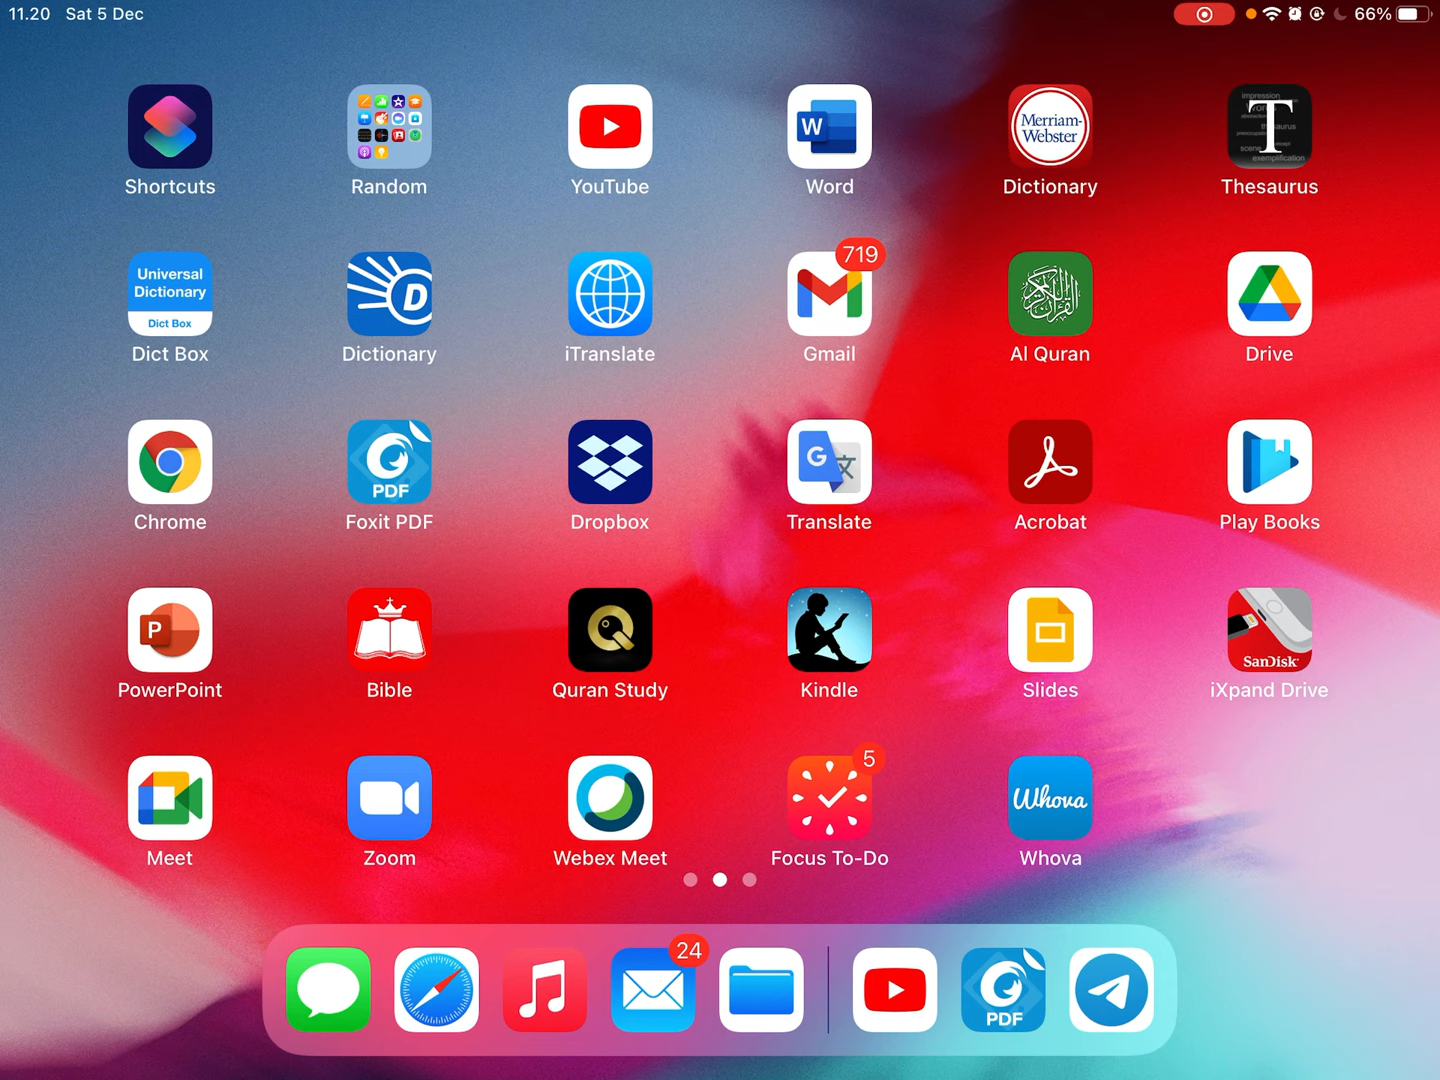 11.20 Sat 5 Dec
66%
Merriam-
Webster
T
Shortcuts Random YouTube Word Dictionary Thesaurus
Universal
Dictionary
Dict Box
D
719
Dict Box Dictionary iTranslate Gmail Al Quran Drive
PDF
G
Chrome Foxit PDF Dropbox Translate Acrobat Play Books
P
SanDisk
PowerPoint Bible Quran Study Kindle Slides iXpand Drive
5
Whova
Meet Zoom Webex Meet Focus To-Do Whova
24
PDF